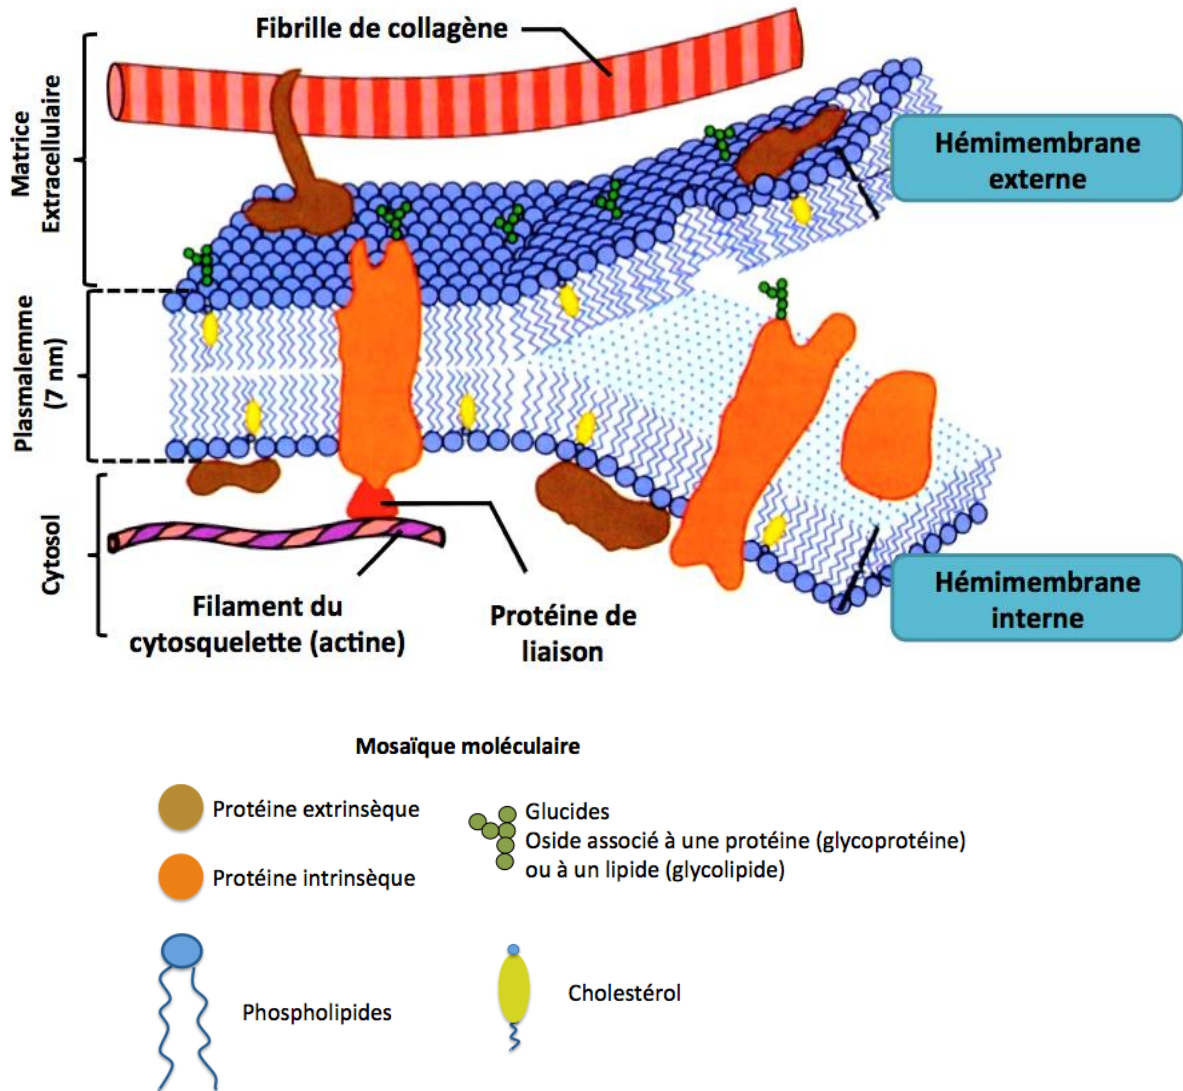 Fibrille de collagène
Matrice
Extracellulaire
Hémimembrane
externe
Plasmalemme
(7 nm)
Cytosol
Filament du
cytosquelette (actine)
Protéine de
liaison
Hémimembrane
interne
Mosaïque moléculaire
Protéine extrinsèque
Protéine intrinsèque
Phospholipides
Glucides
Oside associé à une protéine (glycoprotéine)
ou à un lipide (glycolipide)
Cholestérol